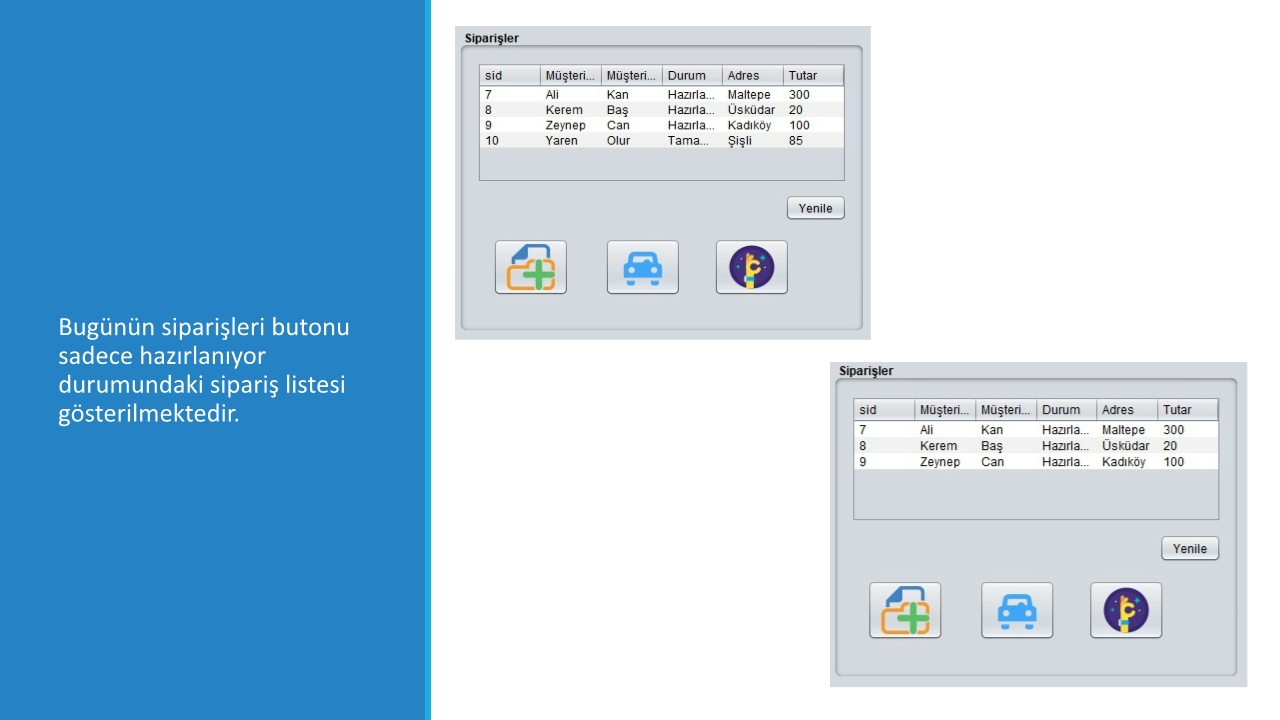 Bugünün siparişleri butonu
sadece hazırlanıyor
durumundaki sipariş listesi
gösterilmektedir.
Siparişler
sid Müşteri... Müşteri... Durum Adres Tutar
7 Ali Kan Hazırla... Maltepe 300
8 Kerem Baş Hazırla... Üsküdar 20
9 Zeynep Can Hazırla... Kadıköy 100
10 Yaren Olur Tama... Şişli 85
Yenile
Siparişler
sid Müşteri... Müşteri... Durum Adres Tutar
7 Ali Kan Hazırla... Maltepe 300
8 Kerem Baş Hazırla... Üsküdar 20
9 Zeynep Can Hazırla... Kadıköy 100
Yenile